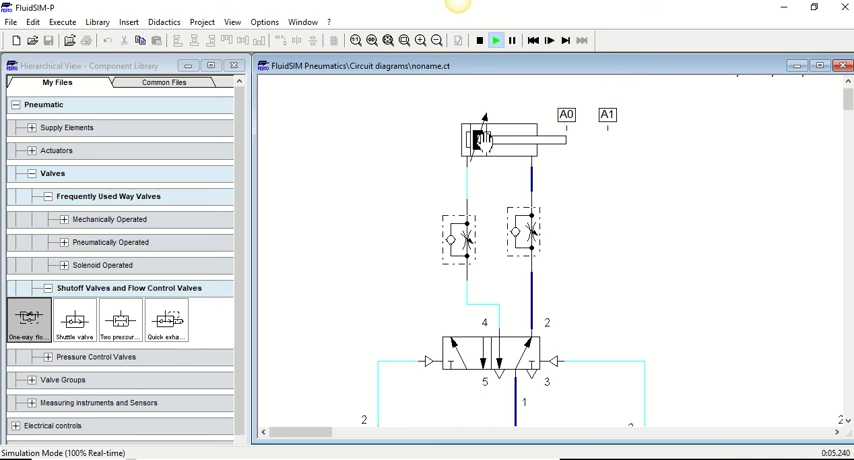 FluidSIM-P
File Edit Execute Library Insert Didactics Project View Options Window ?
Hierarchical View - Component Library
FluidSIM Pneumatics\Circuit diagrams\noname.ct
My Files Common Files
Pneumatic
Supply Elements
Actuators
Valves
Frequently Used Way Valves
Mechanically Operated
Pneumatically Operated
Solenoid Operated
Shutoff Valves and Flow Control Valves
One-way flo... Shuttle valve Two pressur... Quick exha...
Pressure Control Valves
Valve Groups
Measuring instruments and Sensors
Electrical controls
A0 A1
4 2
5 3
1
2
2
Simulation Mode (100% Real-time) 0:05.240